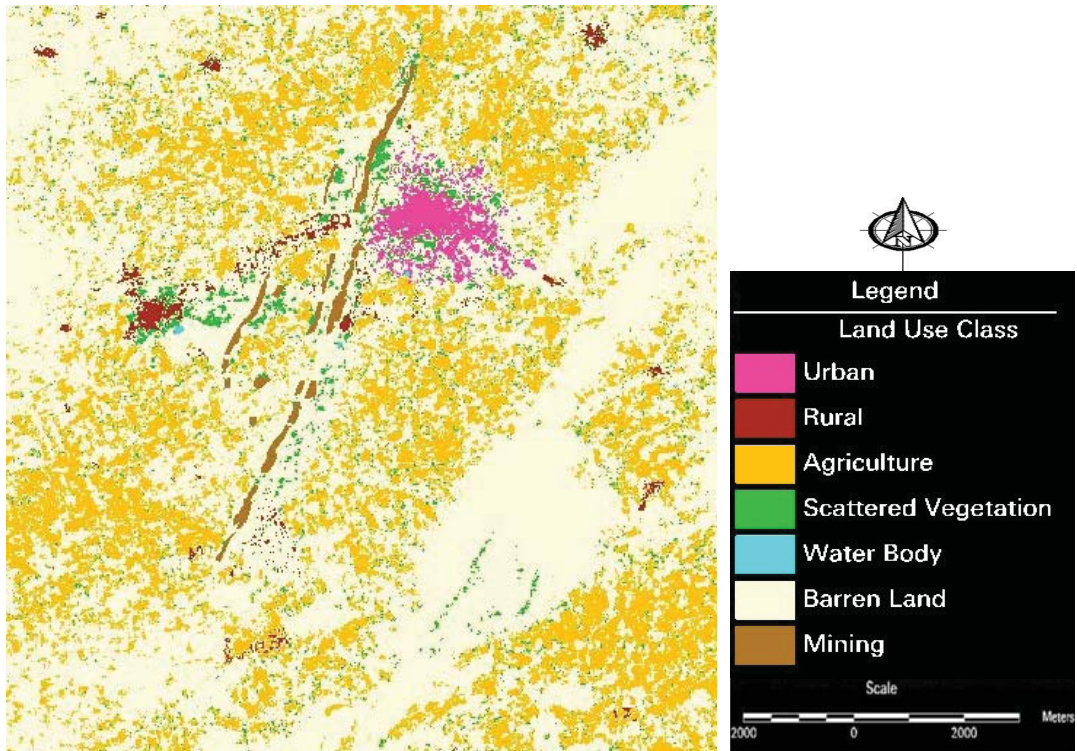 N
Legend
Land Use Class
Urban
Rural
Agriculture
Scattered Vegetation
Water Body
Barren Land
Mining
Scale
Meters
2000 0 2000